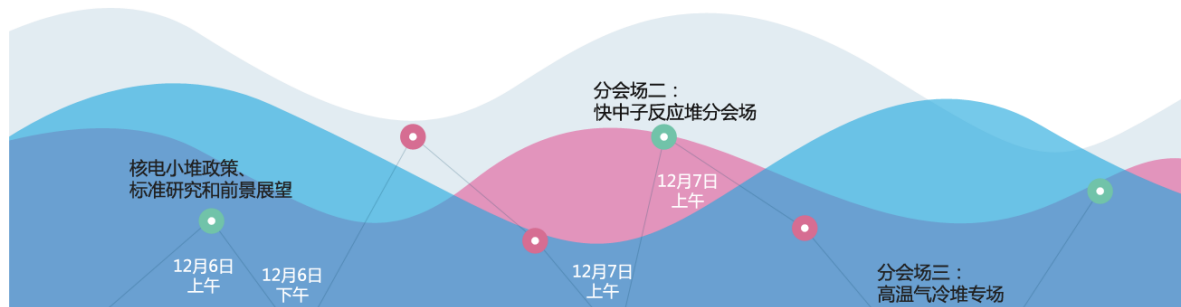 核电小堆政策、
标准研究和前景展望
12月6日
上午
12月6日
下午
分会场二：
快中子反应堆分会场
12月7日
上午
12月7日
上午
分会场三：
高温气冷堆专场